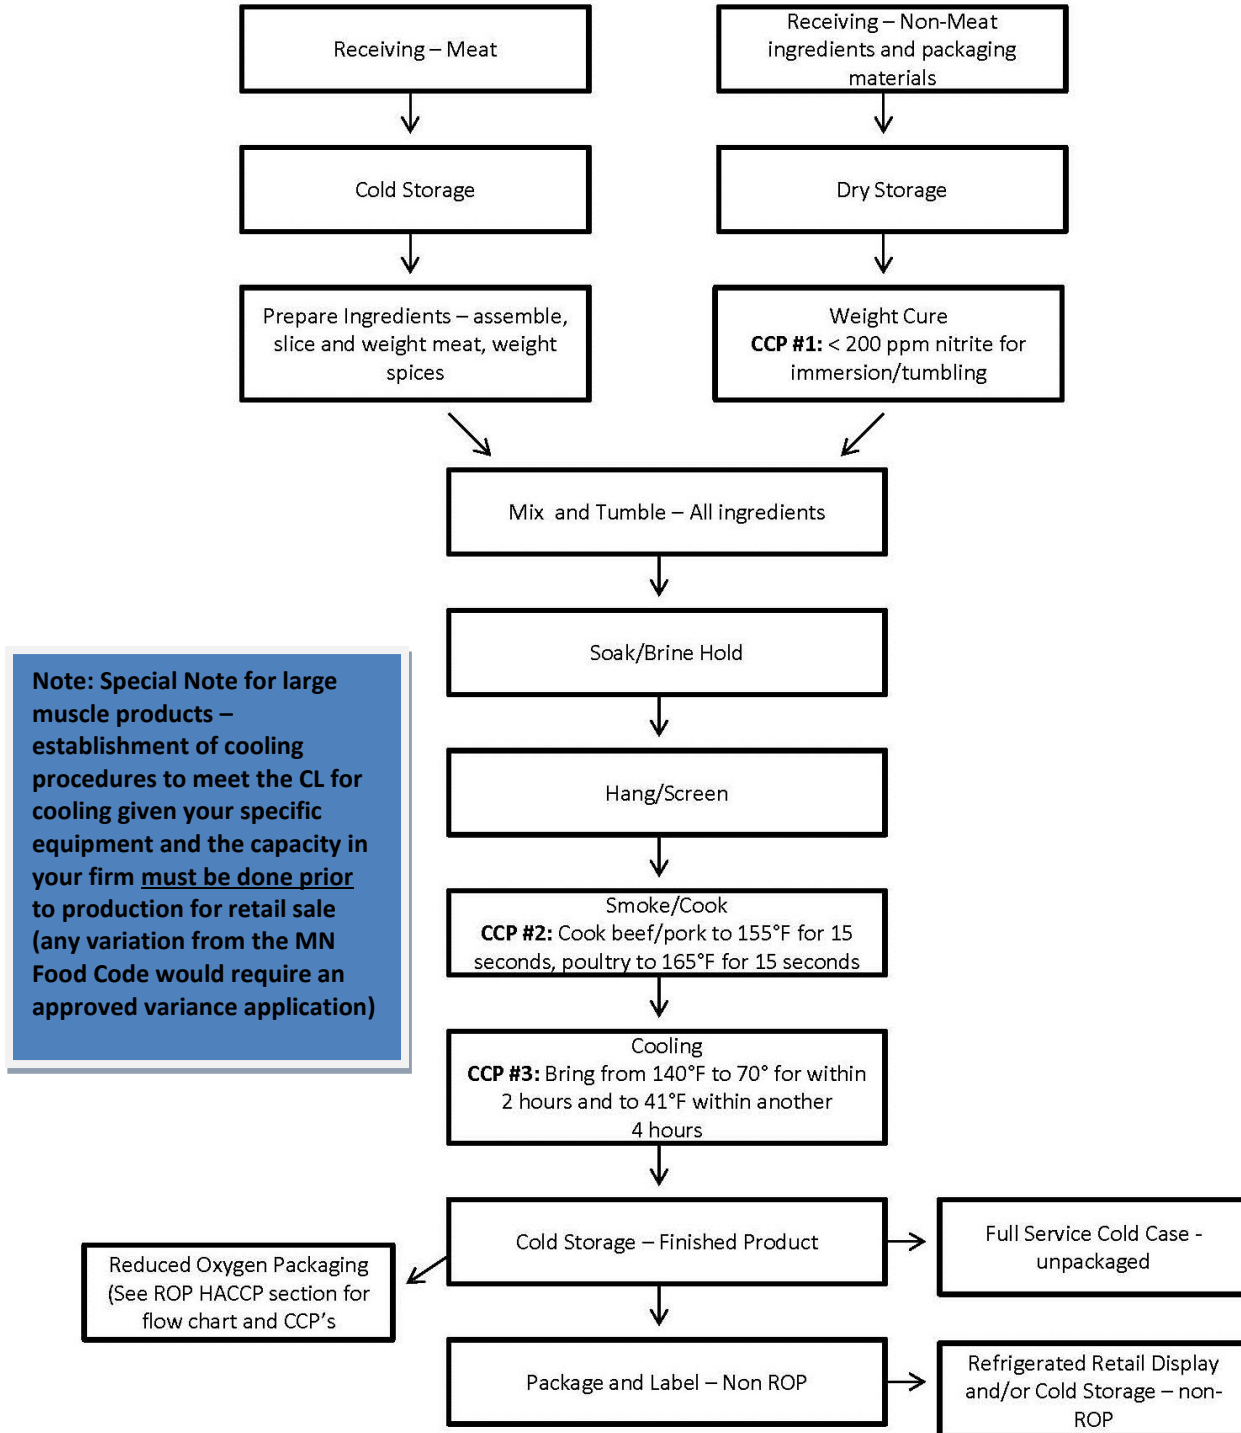 Receiving – Meat
Receiving – Non-Meat
ingredients and packaging
materials
Cold Storage
Dry Storage
Prepare Ingredients – assemble,
slice and weight meat, weight
spices
Weight Cure
CCP #1: < 200 ppm nitrite for
immersion/tumbling
Mix and Tumble – All ingredients
Soak/Brine Hold
Note: Special Note for large
muscle products –
establishment of cooling
procedures to meet the CL for
cooling given your specific
equipment and the capacity in
your firm must be done prior
to production for retail sale
(any variation from the MN
Food Code would require an
approved variance application)
Hang/Screen
Smoke/Cook
CCP #2: Cook beef/pork to 155°F for 15
seconds, poultry to 165°F for 15 seconds
Cooling
CCP #3: Bring from 140°F to 70° for within
2 hours and to 41°F within another
4 hours
Cold Storage – Finished Product
Full Service Cold Case -
unpackaged
Reduced Oxygen Packaging
(See ROP HACCP section for
flow chart and CCP's
Package and Label – Non ROP
Refrigerated Retail Display
and/or Cold Storage – non-
ROP